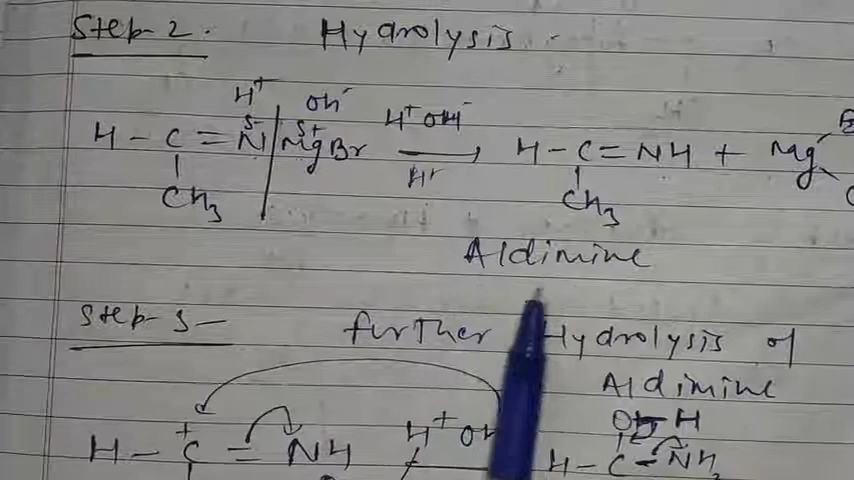 Step-2. Hydrolysis.
H⁺ OH⁻
H - C = N | MgBr H⁺ OH⁻ H - C = NH + Mg
δ- δ+ H⁺
CH₃ CH₃
Aldimine
Step-3 - further Hydrolysis of
Aldimine
OH-H
H - C = NH H⁺ OH H - C - NH₂
+